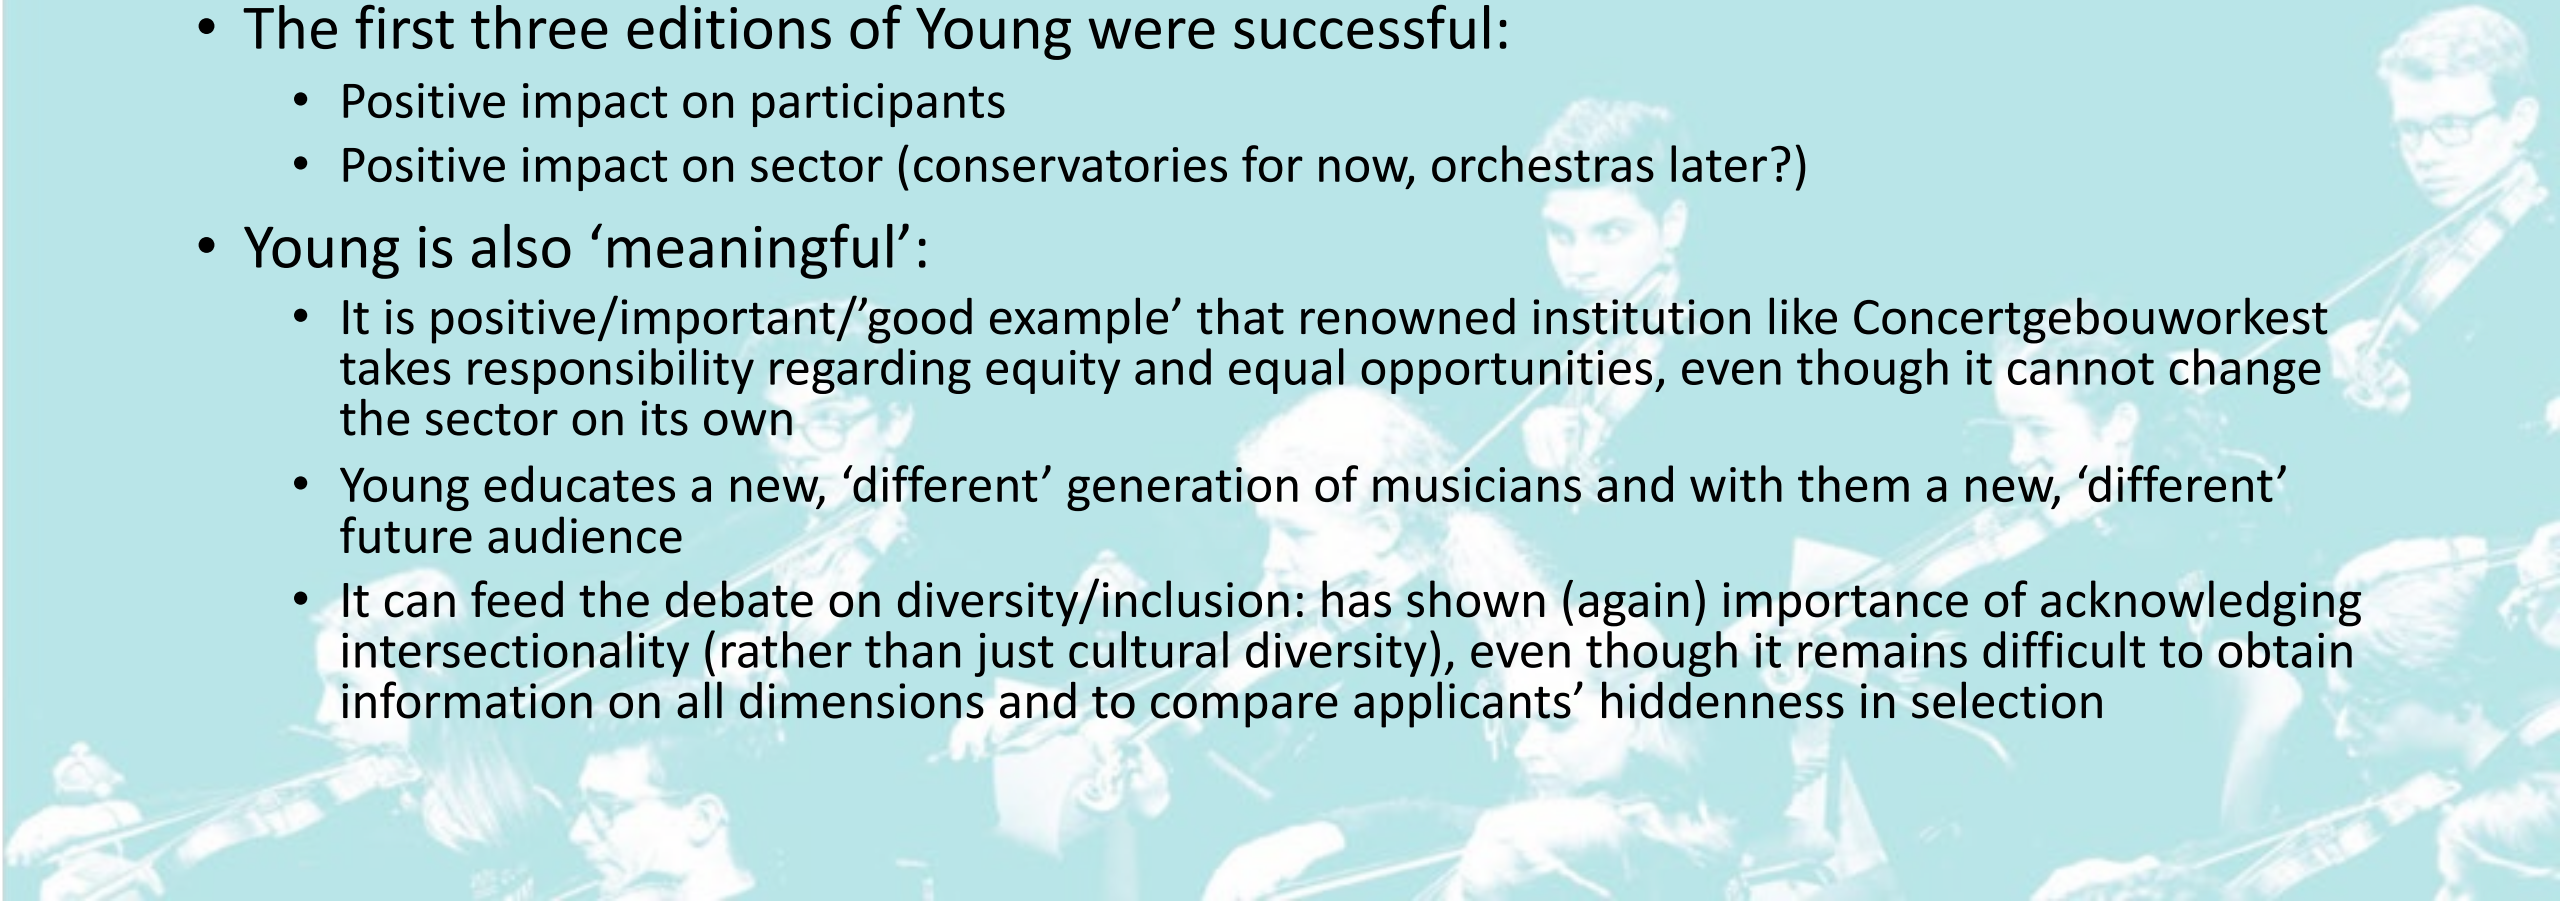 • The first three editions of Young were successful:
• Positive impact on participants
• Positive impact on sector (conservatories for now, orchestras later?)
• Young is also ‘meaningful’:
• It is positive/important/’good example’ that renowned institution like Concertgebouworkest
takes responsibility regarding equity and equal opportunities, even though it cannot change
the sector on its own
• Young educates a new, ‘different’ generation of musicians and with them a new, ‘different’
future audience
• It can feed the debate on diversity/inclusion: has shown (again) importance of acknowledging
intersectionality (rather than just cultural diversity), even though it remains difficult to obtain
information on all dimensions and to compare applicants’ hiddenness in selection